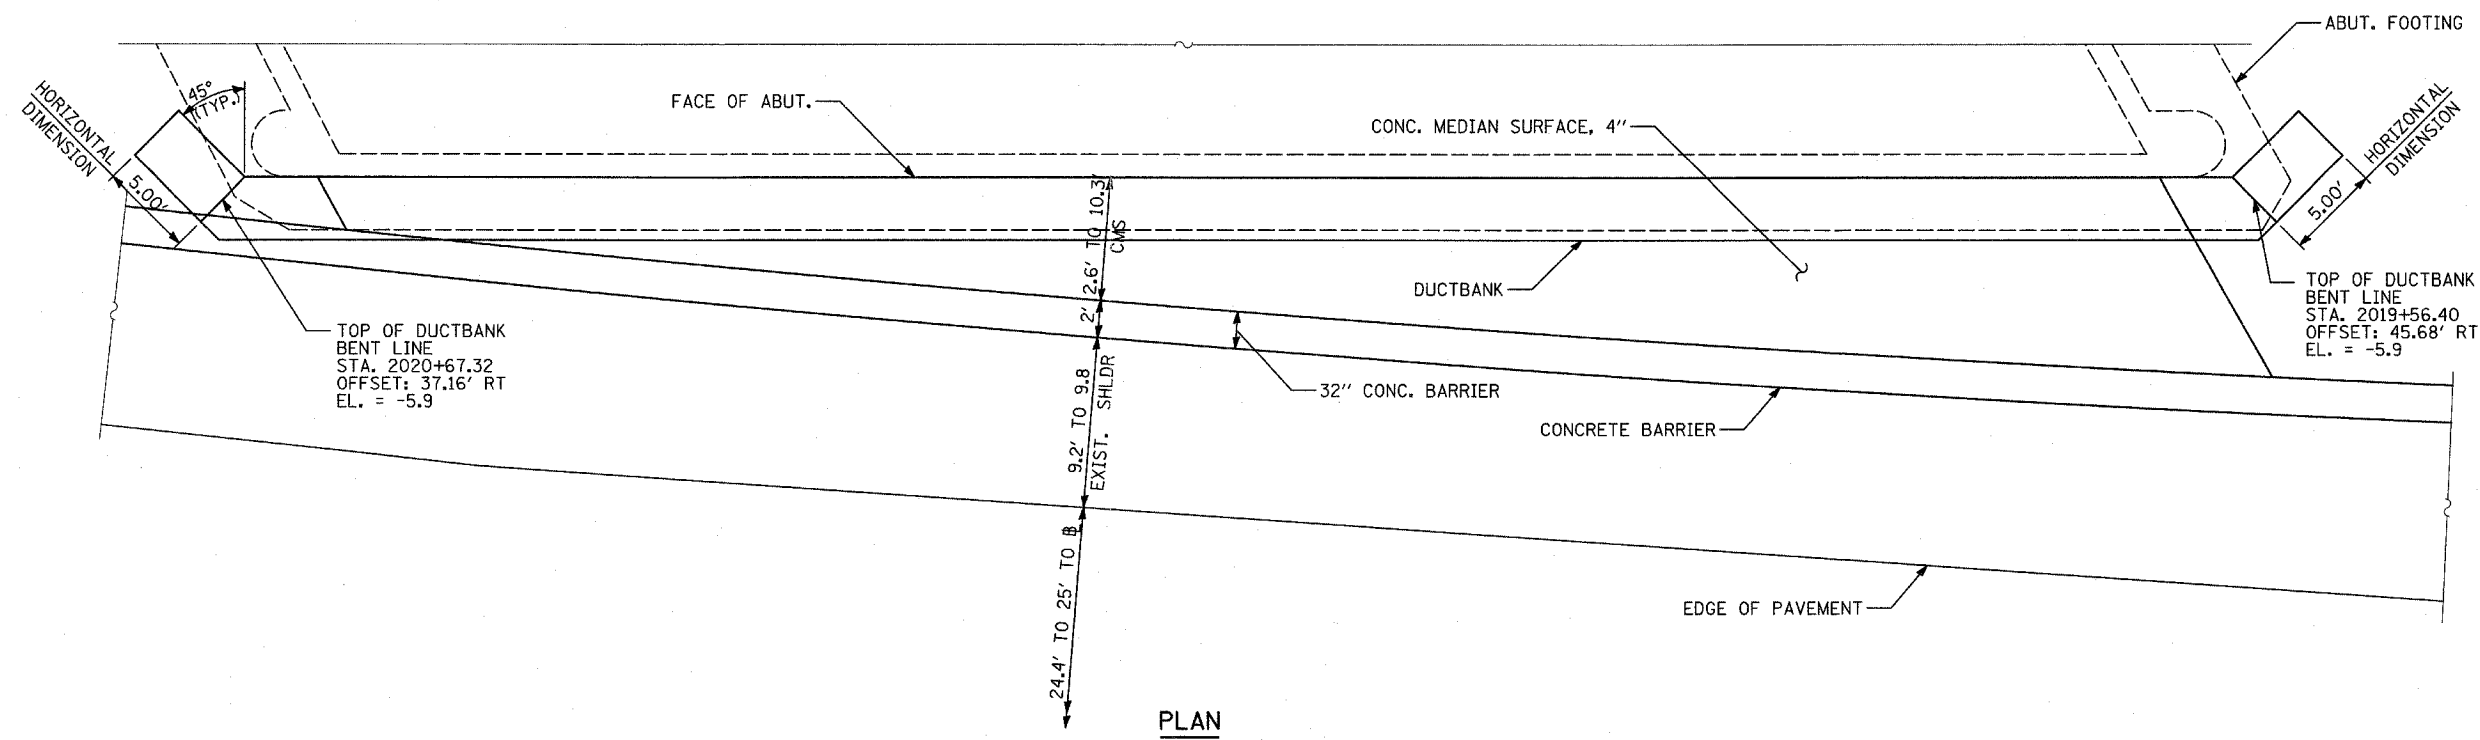 ABUT. FOOTING
HORIZONTAL
DIMENSION
5.00'
45°
(TYP.)
FACE OF ABUT.
CONC. MEDIAN SURFACE, 4"
HORIZONTAL
DIMENSION
5.00'
2.6' TO 10.3'
CMS
2'
DUCTBANK
TOP OF DUCTBANK
BENT LINE
STA. 2020+67.32
OFFSET: 37.16' RT
EL. = -5.9
TOP OF DUCTBANK
BENT LINE
STA. 2019+56.40
OFFSET: 45.68' RT
EL. = -5.9
32" CONC. BARRIER
CONCRETE BARRIER
9.2' TO 9.8
EXIST. SHLDR
24.4' TO 25' TO
EDGE OF PAVEMENT
PLAN